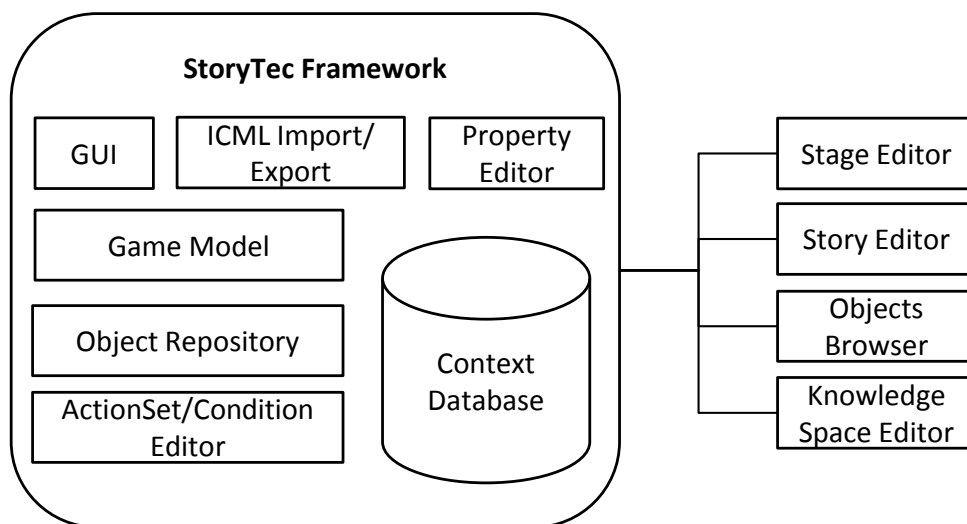 StoryTec Framework
GUI
ICML Import/
Export
Property
Editor
Game Model
Object Repository
ActionSet/Condition
Editor
Context
Database
Stage Editor
Story Editor
Objects
Browser
Knowledge
Space Editor